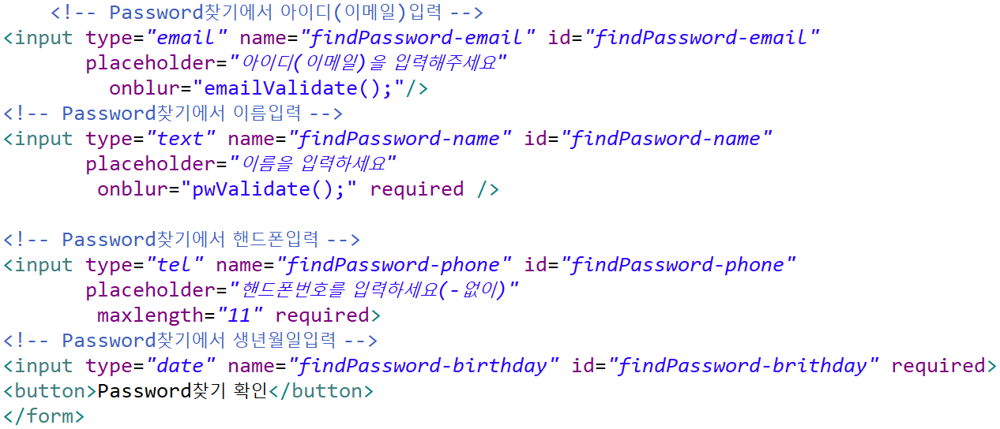 <!-- Password찾기에서 아이디(이메일)입력 -->
<input type="email" name="findPassword-email" id="findPassword-email"
placeholder="아이디(이메일)을 입력해주세요"
onblur="emailValidate();"/>
<!-- Password찾기에서 이름입력 -->
<input type="text" name="findPassword-name" id="findPasword-name"
placeholder="이름을 입력하세요"
onblur="pwValidate();" required />
<!-- Password찾기에서 핸드폰입력 -->
<input type="tel" name="findPassword-phone" id="findPassword-phone"
placeholder="핸드폰번호를 입력하세요(-없이)"
maxlength="11" required>
<!-- Password찾기에서 생년월일입력 -->
<input type="date" name="findPassword-birthday" id="findPassword-brithday" required>
<button>Password찾기 확인</button>
</form>